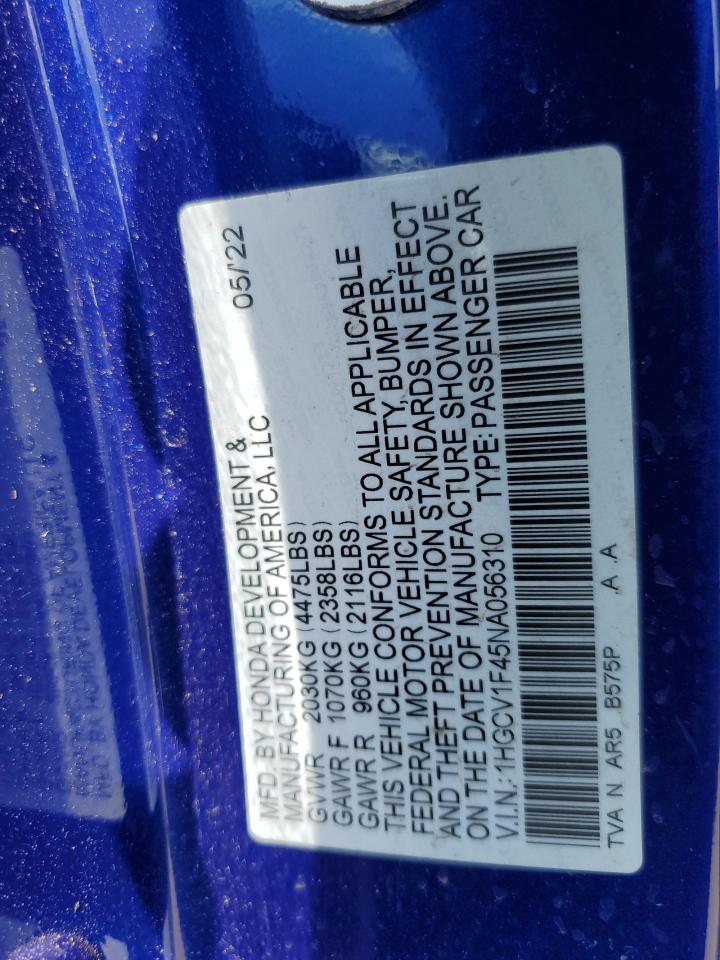 MFD. BY HONDA DEVELOPMENT & 05/'22
MANUFACTURING OF AMERICA, LLC
GVWR 2030KG (4475LBS)
GAWR F 1070KG (2358LBS)
GAWR R 960KG (2116LBS)
THIS VEHICLE CONFORMS TO ALL APPLICABLE
FEDERAL MOTOR VEHICLE SAFETY, BUMPER,
AND THEFT PREVENTION STANDARDS IN EFFECT
ON THE DATE OF MANUFACTURE SHOWN ABOVE.
V.I.N.: 1HGCV1F45NA056310 TYPE: PASSENGER CAR
TVA N AR5 B575P A .A